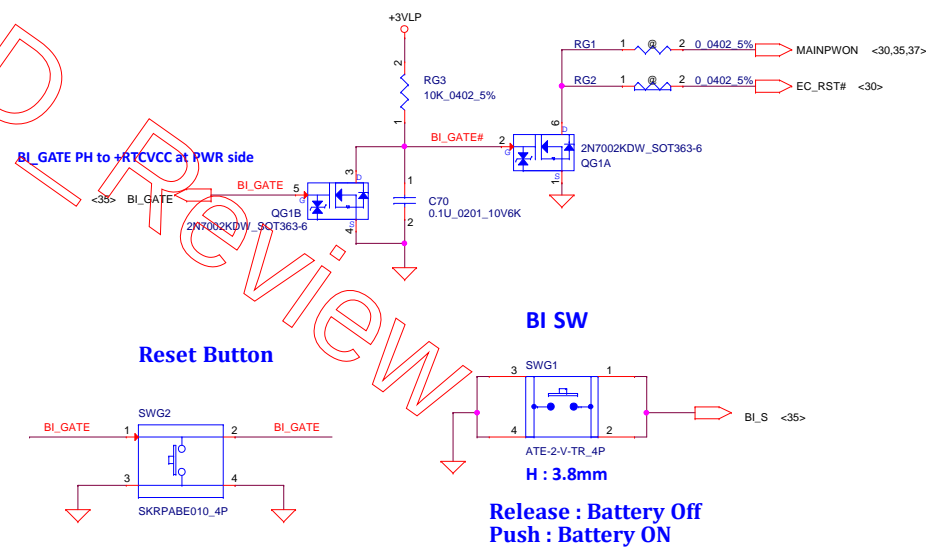 +3VLP
2
RG3
10K_0402_5%
1
RG1 1 @ 2 0_0402_5% MAINPWON <30,35,37>
RG2 1 @ 2 0_0402_5% EC_RST# <30>
BI_GATE PH to +RTCVCC at PWR side
<35> BI_GATE
BI_GATE 5
G
3
D
4
S
QG1B
2N7002KDW_SOT363-6
BI_GATE# 2
G
6
D
1
S
2N7002KDW_SOT363-6
QG1A
1
C70
0.1U_0201_10V6K
2
Review
BI SW
Reset Button
SWG2
BI_GATE 1 2 BI_GATE
3 4
SKRPABE010_4P
SWG1
3 1
4 2
BI_S <35>
ATE-2-V-TR_4P
H : 3.8mm
Release : Battery Off
Push : Battery ON